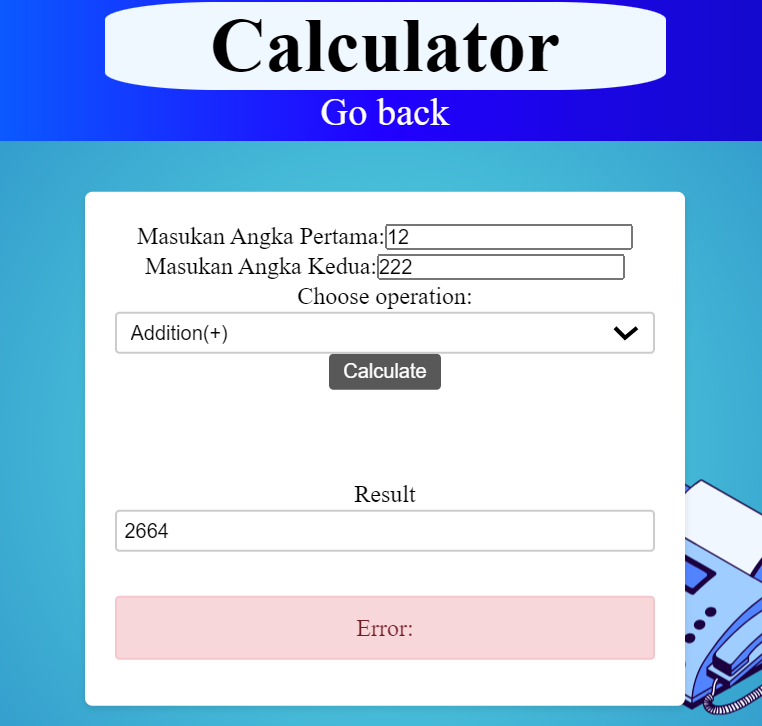 Calculator
Go back
Masukan Angka Pertama:12
Masukan Angka Kedua:222
Choose operation:
Addition(+)
Calculate
Result
2664
Error: